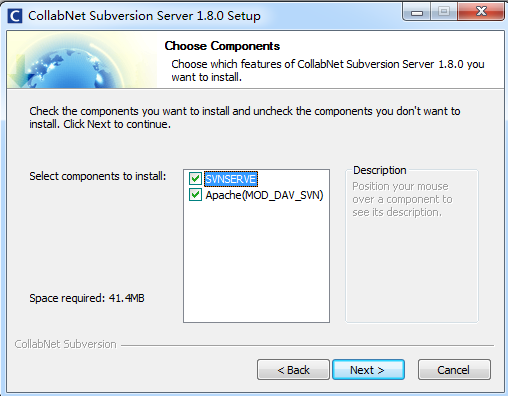 CollabNet Subversion Server 1.8.0 Setup
Choose Components
Choose which features of CollabNet Subversion Server 1.8.0 you
want to install.
Check the components you want to install and uncheck the components you don't want to
install. Click Next to continue.
Select components to install:
SVNSERVE
Apache(MOD_DAV_SVN)
Description
Position your mouse
over a component to
see its description.
Space required: 41.4MB
CollabNet Subversion
< Back
Next >
Cancel